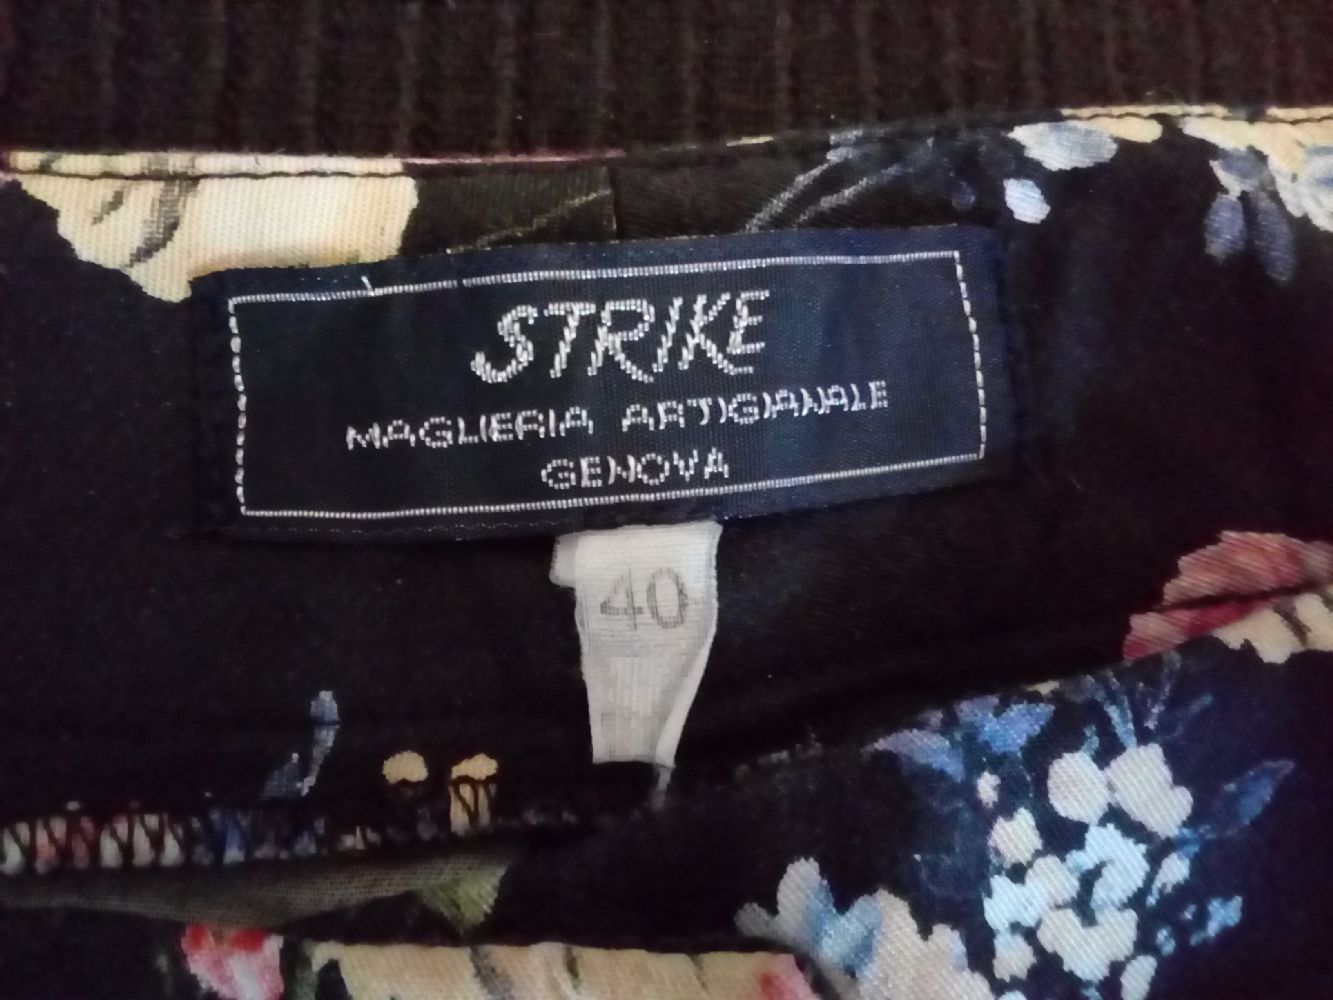 STRIKE
MAGLIERIA ARTIGIANALE
GENOVA
40